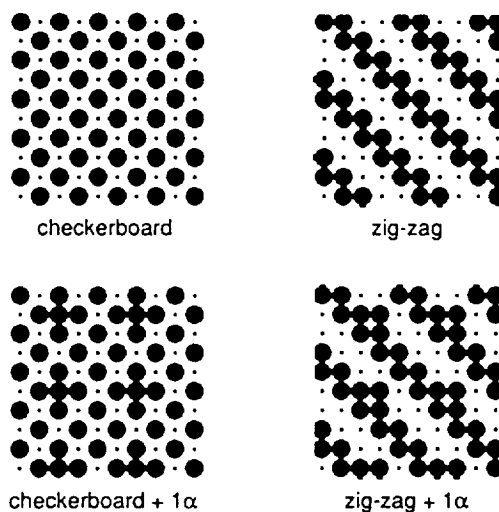 checkerboard
zig-zag
checkerboard + 1α
zig-zag + 1α